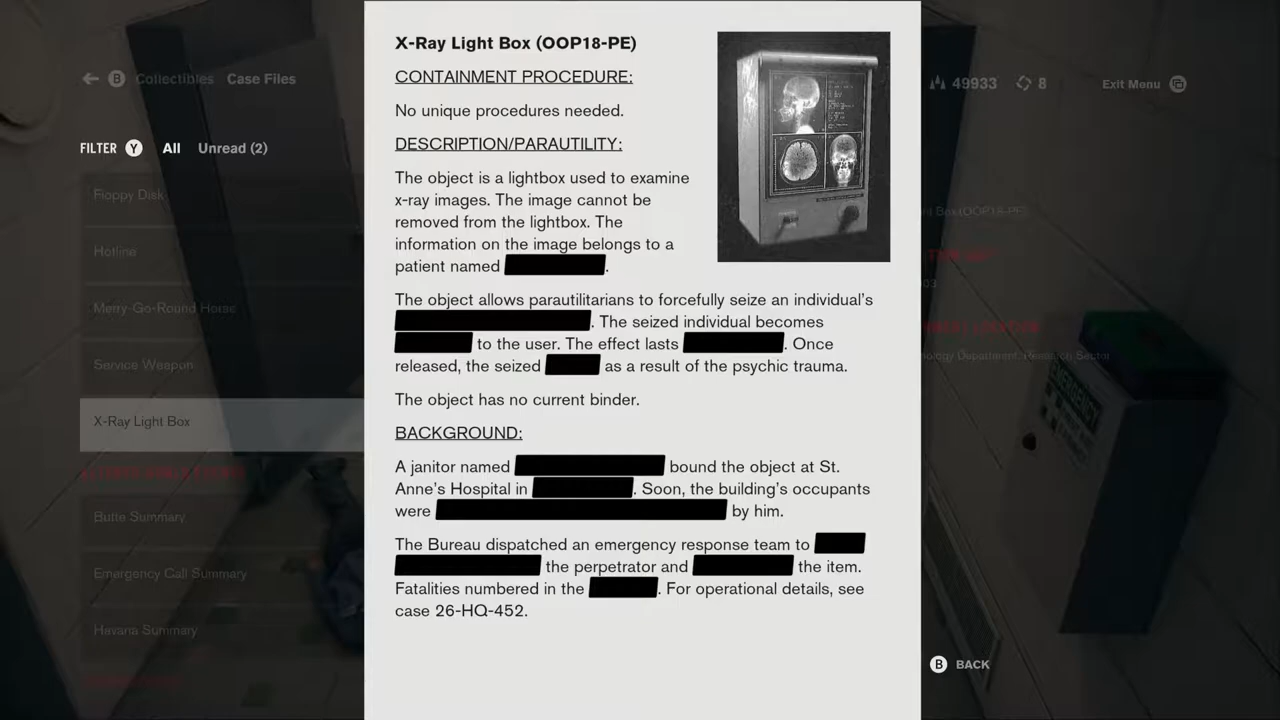 X-Ray Light Box (OOP18-PE)
CONTAINMENT PROCEDURE:
No unique procedures needed.
DESCRIPTION/PARAUTILITY:
The object is a lightbox used to examine
x-ray images. The image cannot be
removed from the lightbox. The
information on the image belongs to a
patient named .
The object allows parautilitarians to forcefully seize an individual's
. The seized individual becomes
to the user. The effect lasts . Once
released, the seized as a result of the psychic trauma.
The object has no current binder.
BACKGROUND:
A janitor named bound the object at St.
Anne's Hospital in . Soon, the building's occupants
were by him.
The Bureau dispatched an emergency response team to
the perpetrator and the item.
Fatalities numbered in the . For operational details, see
case 26-HQ-452.
B Collectibles Case Files
FILTER Y All Unread (2)
Floppy Disk
Hotline
Merry-Go-Round Horse
Service Weapon
X-Ray Light Box
Butte Summary
Emergency Call Summary
Havana Summary
49933 8 Exit Menu
Box (OOP18-PE)
Department: Research Sector
EMERGENCY
B BACK